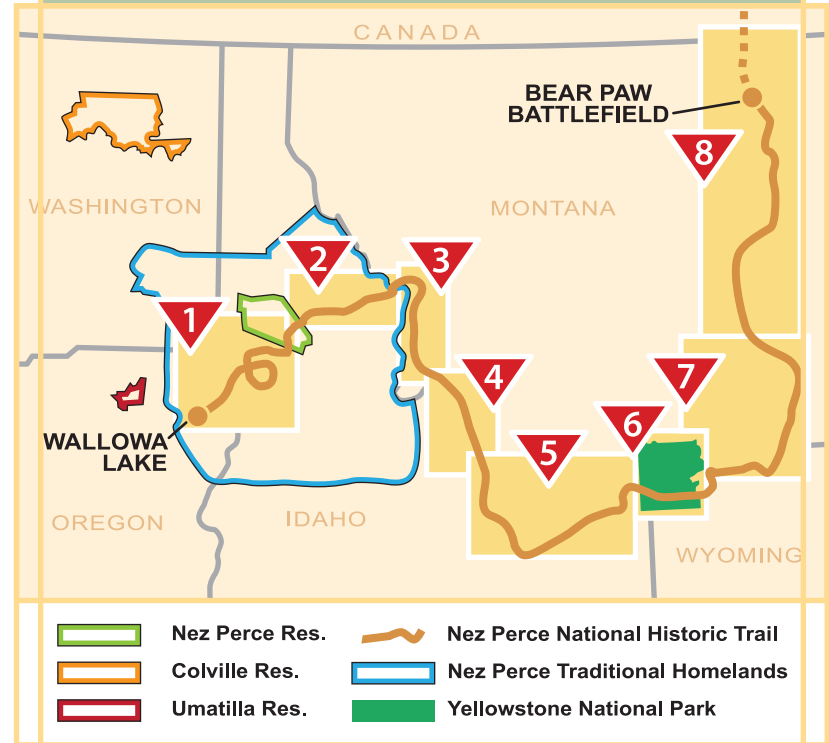 CANADA
BEAR PAW
BATTLEFIELD
8
WASHINGTON
MONTANA
2
3
1
4
7
6
5
WALLOWA
LAKE
OREGON
IDAHO
WYOMING
Nez Perce Res.
Nez Perce National Historic Trail
Colville Res.
Nez Perce Traditional Homelands
Umatilla Res.
Yellowstone National Park